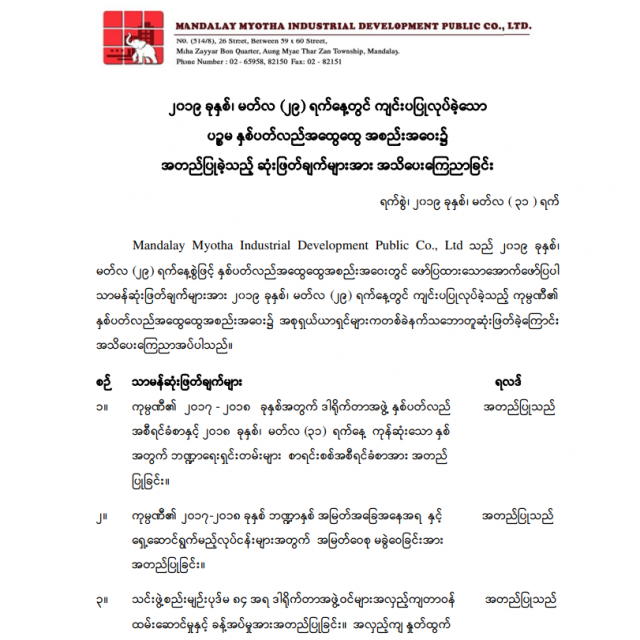 MANDALAY MYOTHA INDUSTRIAL DEVELOPMENT PUBLIC CO., LTD.
NO. (514/8), 26 Street, Between 59 x 60 Street,
Maha Zayyar Bon Quarter, Aung Myae Thar Zan Township, Mandalay.
Phone Number : 02 - 65958, 82150 Fax: 02 - 82151
၂၀၁၉ ခုနှစ်၊ မတ်လ (၂၉) ရက်နေ့တွင် ကျင်းပပြုလုပ်ခဲ့သော
ပဉ္စမ နှစ်ပတ်လည်အထွေထွေ အစည်းအဝေး၌
အတည်ပြုခဲ့သည့် ဆုံးဖြတ်ချက်များအား အသိပေးကြေညာခြင်း
ရက်စွဲ၊ ၂၀၁၉ ခုနှစ်၊ မတ်လ ( ၃၁ ) ရက်
Mandalay Myotha Industrial Development Public Co., Ltd သည် ၂၀၁၉ ခုနှစ်၊
မတ်လ (၂၉) ရက်နေ့စွဲဖြင့် နှစ်ပတ်လည်အထွေထွေအစည်းအဝေးတွင် ဖော်ပြထားသောအောက်ဖော်ပြပါ
သာမန်ဆုံးဖြတ်ချက်များအား ၂၀၁၉ ခုနှစ်၊ မတ်လ (၂၉) ရက်နေ့တွင် ကျင်းပပြုလုပ်ခဲ့သည့် ကုမ္ပဏီ၏
နှစ်ပတ်လည်အထွေထွေအစည်းအဝေး၌ အစုရှယ်ယာရှင်များကတစ်ခဲနက်သဘောတူဆုံးဖြတ်ခဲ့ကြောင်း
အသိပေးကြေညာအပ်ပါသည်။
စဉ် သာမန်ဆုံးဖြတ်ချက်များ ရလဒ်
၁။ ကုမ္ပဏီ၏ ၂၀၁၇ - ၂၀၁၈ ခုနှစ်အတွက် ဒါရိုက်တာအဖွဲ့ နှစ်ပတ်လည် အတည်ပြုသည်
အစီရင်ခံစာနှင့် ၂၀၁၈ ခုနှစ်၊ မတ်လ (၃၁) ရက်နေ့ ကုန်ဆုံးသော နှစ်
အတွက် ဘဏ္ဍာရေးရှင်းတမ်းများ စာရင်းစစ်အစီရင်ခံစာအား အတည်
ပြုခြင်း။
၂။ ကုမ္ပဏီ၏ ၂၀၁၇-၂၀၁၈ ခုနှစ် ဘဏ္ဍာနှစ် အမြတ်အခြေအနေအရ နှင့် အတည်ပြုသည်
ရှေ့ဆောင်ရွက်မည့်လုပ်ငန်းများအတွက် အမြတ်ဝေစု မခွဲဝေခြင်းအား
အတည်ပြုခြင်း။
၃။ သင်းဖွဲ့စည်းမျဉ်းပုဒ်မ ၈၄ အရ ဒါရိုက်တာအဖွဲ့ဝင်များအလှည့်ကျတာဝန် အတည်ပြုသည်
ထမ်းဆောင်မှုနှင့် ခန့်အပ်မှုအားအတည်ပြုခြင်း။ အလှည့်ကျ နှုတ်ထွက်